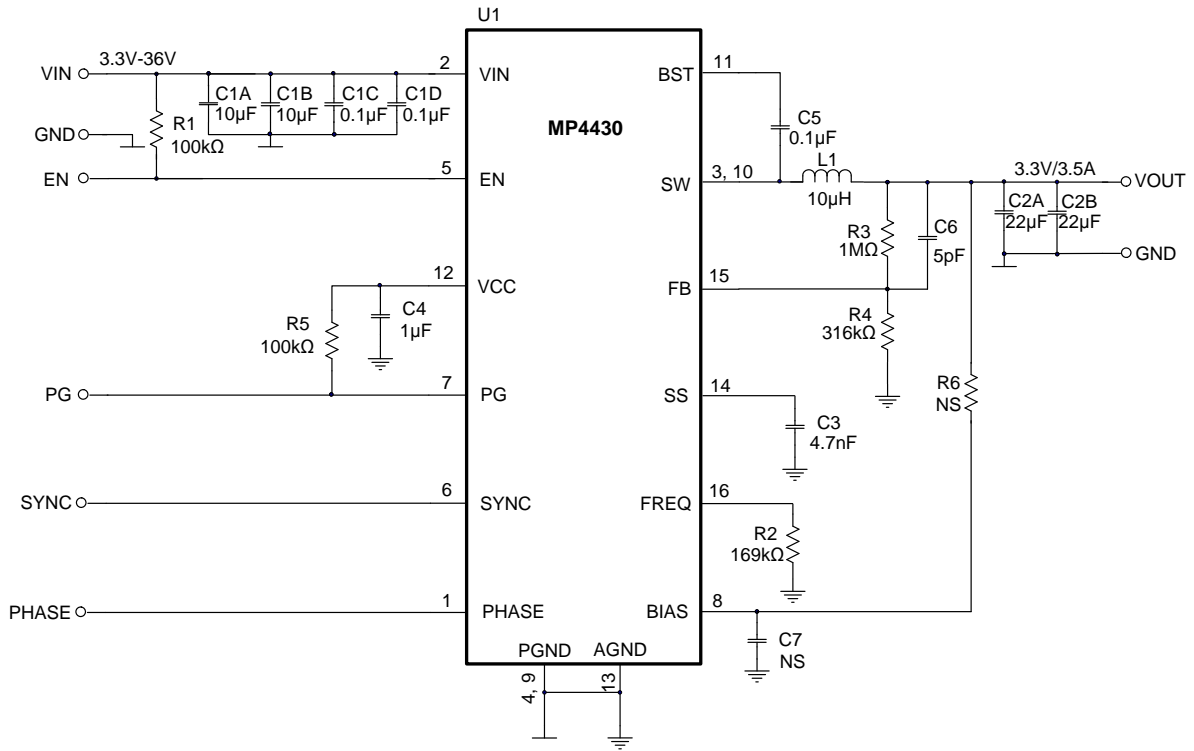 U1
MP4430
VIN
3.3V-36V
2
VIN
C1A
10µF
C1B
10µF
C1C
0.1µF
C1D
0.1µF
GND
R1
100kΩ
EN
5
EN
12
VCC
C4
1µF
R5
100kΩ
PG
7
PG
SYNC
6
SYNC
PHASE
1
PHASE
BST
11
C5
0.1µF
SW
3, 10
L1
10µH
3.3V/3.5A
VOUT
C2A
22µF
C2B
22µF
GND
R3
1MΩ
C6
5pF
FB
15
R4
316kΩ
SS
14
C3
4.7nF
R6
NS
FREQ
16
R2
169kΩ
BIAS
8
C7
NS
PGND
AGND
4, 9
13